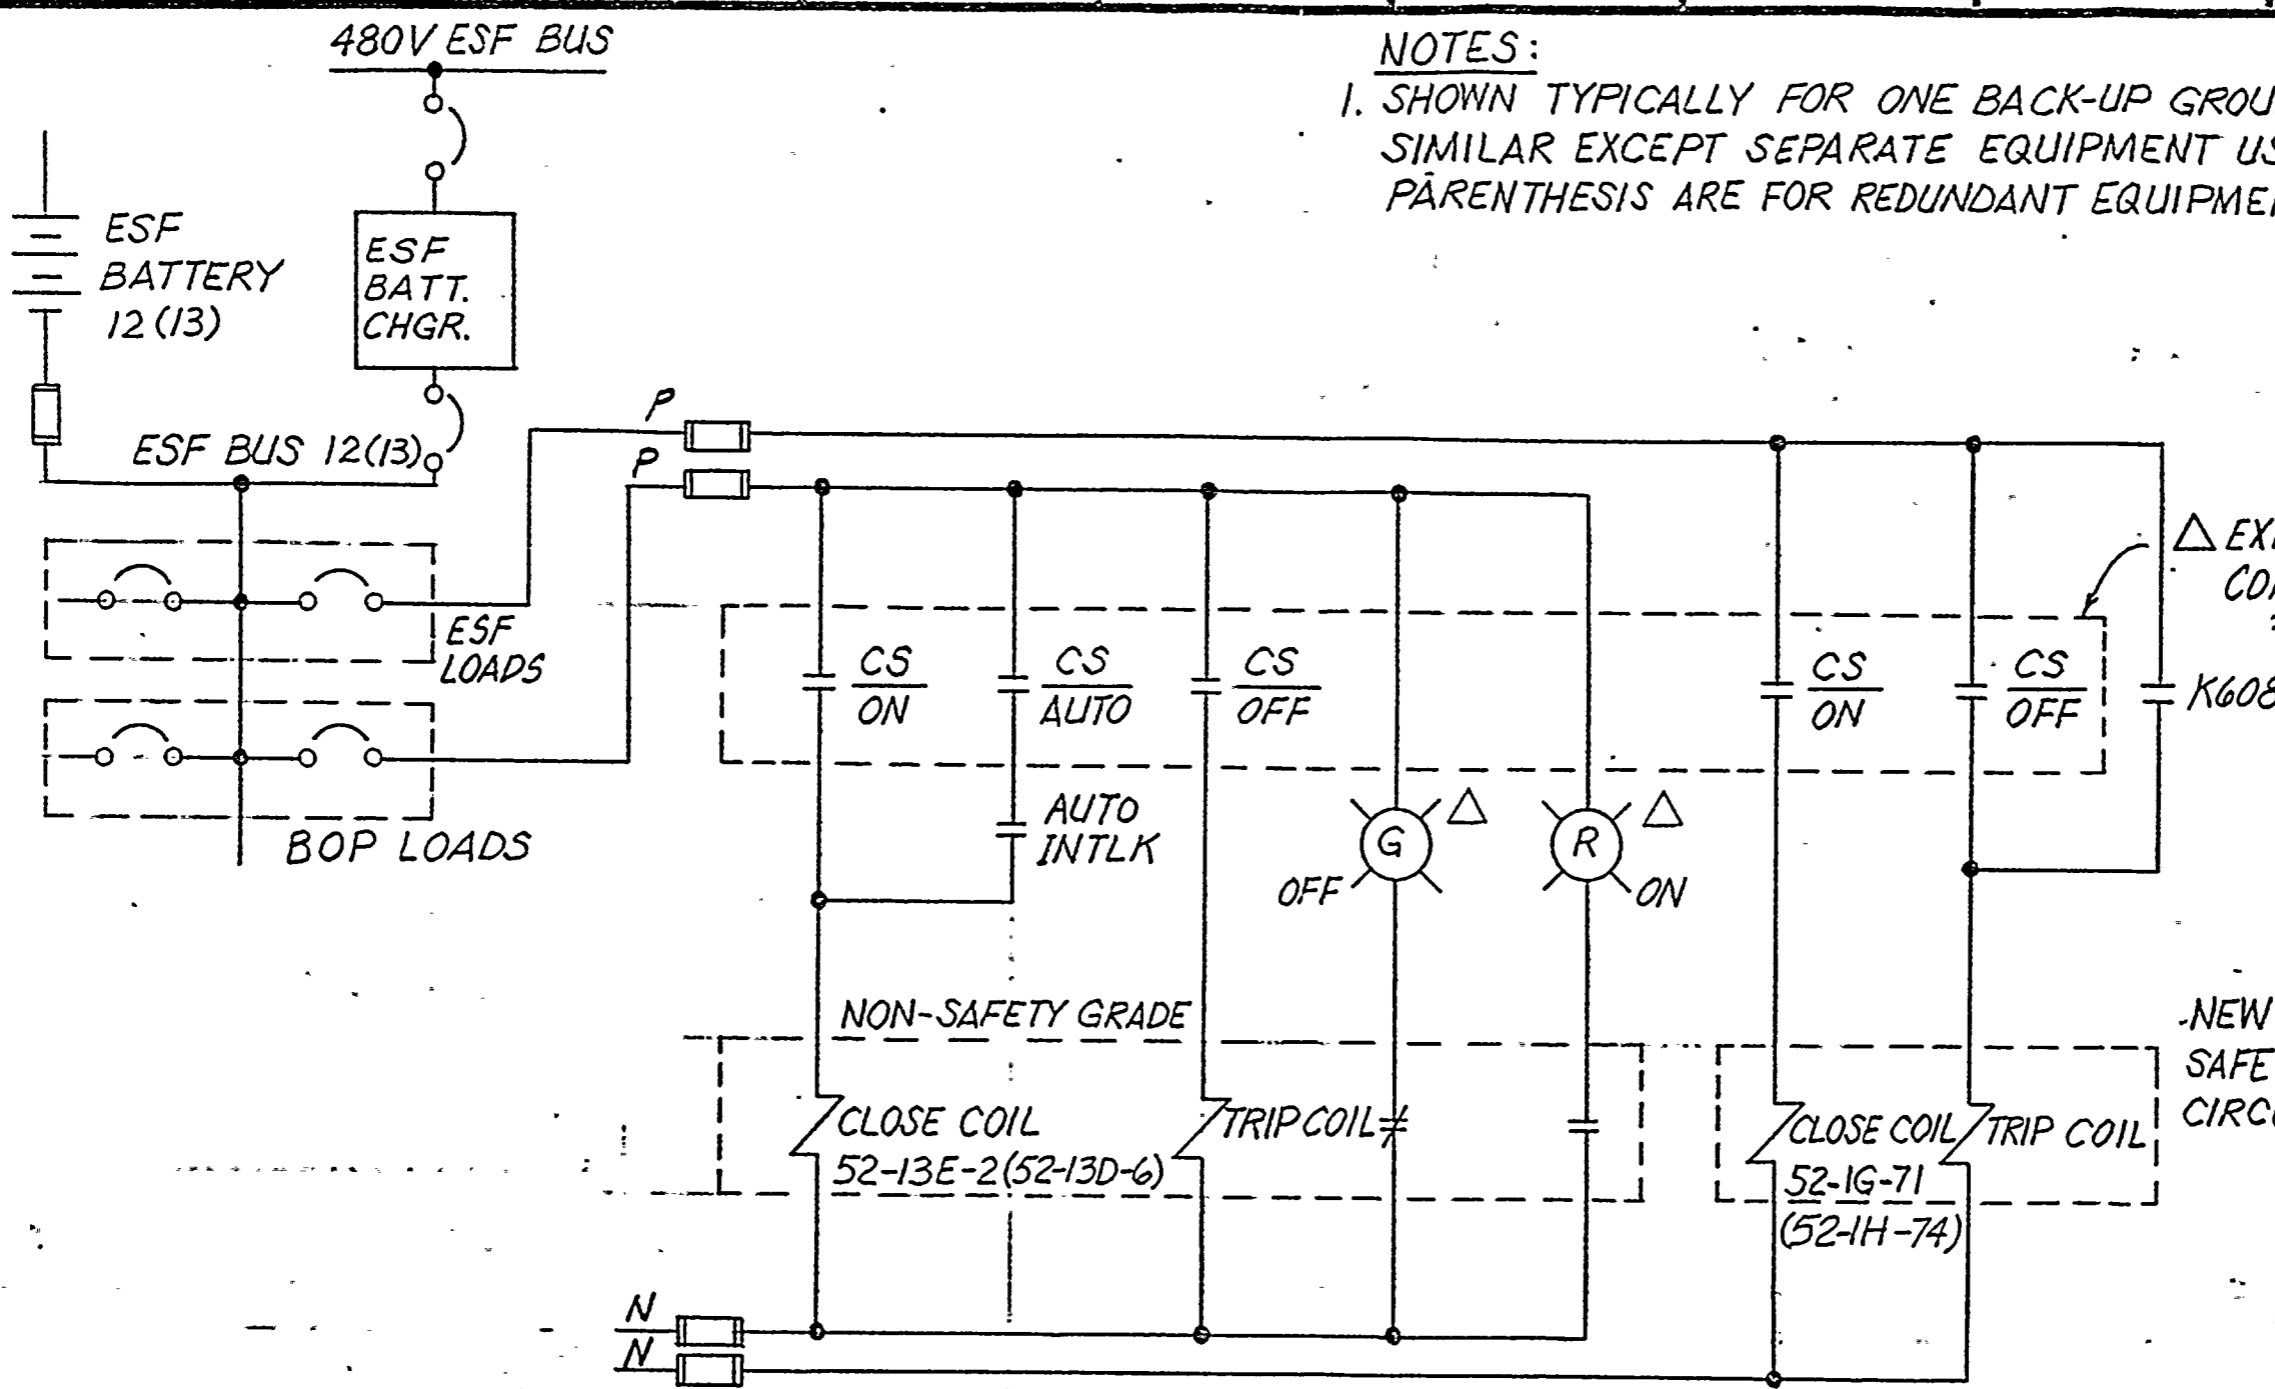 480V ESF BUS
NOTES:
1. SHOWN TYPICALLY FOR ONE BACK-UP GROU
SIMILAR EXCEPT SEPARATE EQUIPMENT US
PARENTHESIS ARE FOR REDUNDANT EQUIPME
ESF
BATTERY
12(13)
ESF
BATT.
CHGR.
ESF BUS 12(13)
P
P
ESF
LOADS
BOP LOADS
CS
ON
CS
AUTO
CS
OFF
CS
ON
CS
OFF
K608
△ EX
CO
AUTO
INTLK
G
△
OFF
R
△
ON
NON-SAFETY GRADE
CLOSE COIL
52-13E-2(52-13D-6)
TRIP COIL
CLOSE COIL
52-1G-71
(52-1H-74)
TRIP COIL
NEW
SAFE
CIRC
N
N